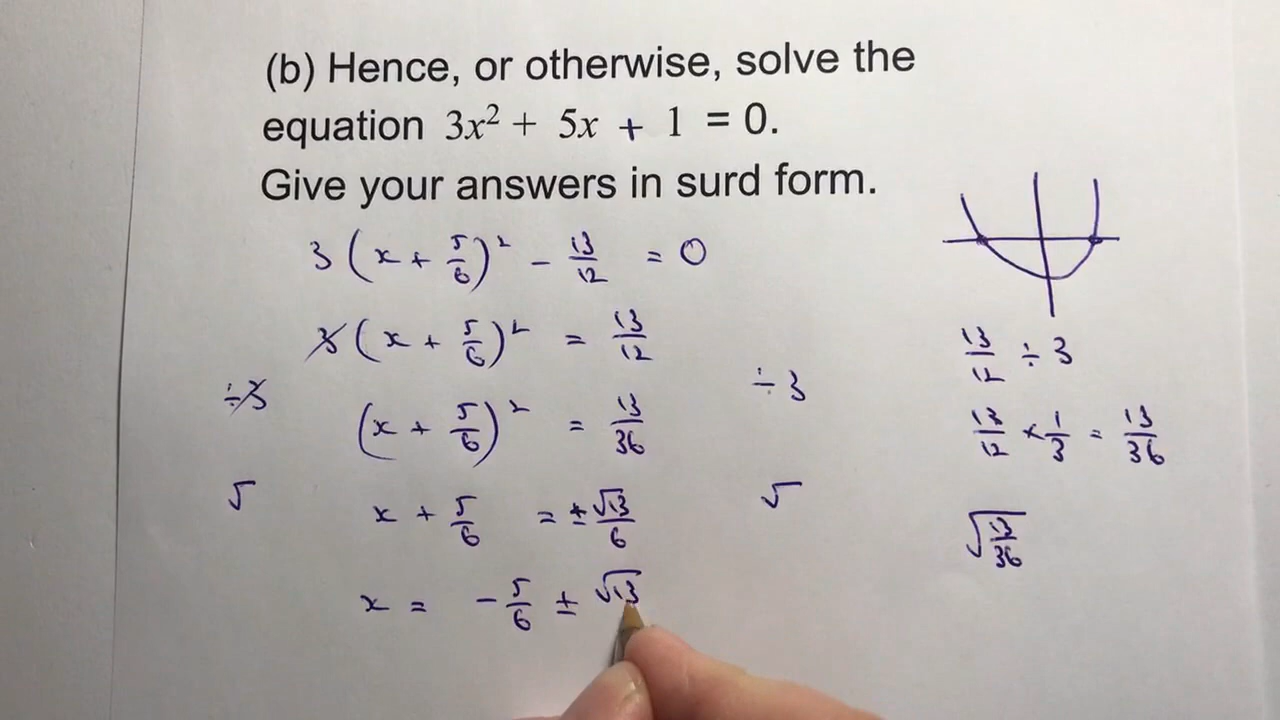 (b) Hence, or otherwise, solve the
equation 3x² + 5x + 1 = 0.
Give your answers in surd form.
3(x + 5/6)² - 13/12 = 0
3(x + 5/6)² = 13/12
÷3 ÷3
(x + 5/6)² = 13/36
√ √
x + 5/6 = ± √13/6
x = - 5/6 ± √13
13/12 ÷ 3
13/12 × 1/3 = 13/36
√13/36